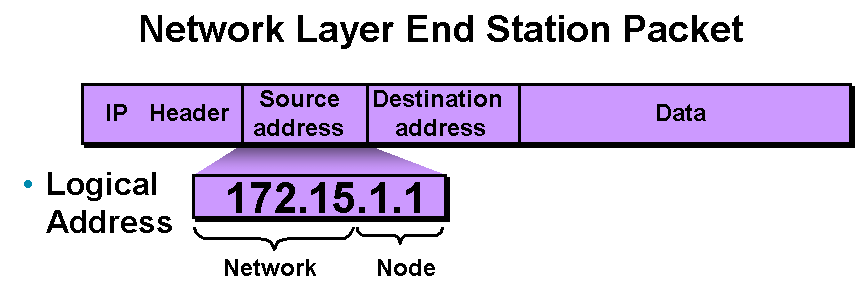 Network Layer End Station Packet
IP Header
Source
address
Destination
address
Data
• Logical
Address
172.15.1.1
Network
Node